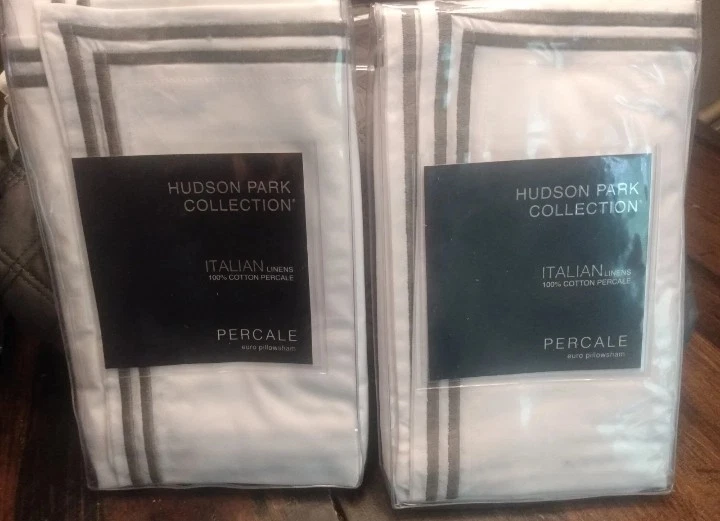 HUDSON PARK
COLLECTION®
ITALIAN LINENS
100% COTTON PERCALE
PERCALE
euro pillowsham
HUDSON PARK
COLLECTION®
ITALIAN LINENS
100% COTTON PERCALE
PERCALE
euro pillowsham